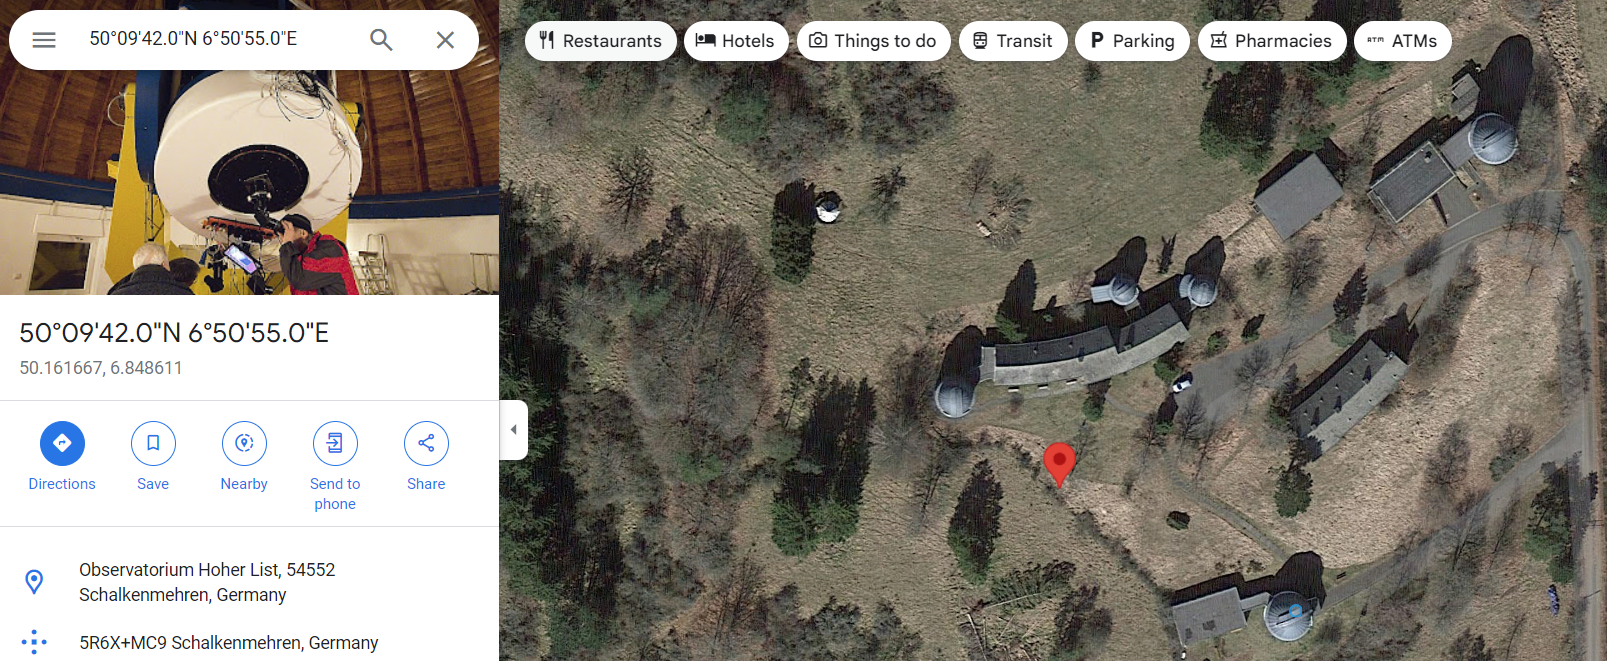 50°09'42.0"N 6°50'55.0"E
Restaurants
Hotels
Things to do
Transit
Parking
Pharmacies
ATM ATMs
50°09'42.0"N 6°50'55.0"E
50.161667, 6.848611
Directions
Save
Nearby
Send to
phone
Share
Observatorium Hoher List, 54552
Schalkenmehren, Germany
5R6X+MC9 Schalkenmehren, Germany